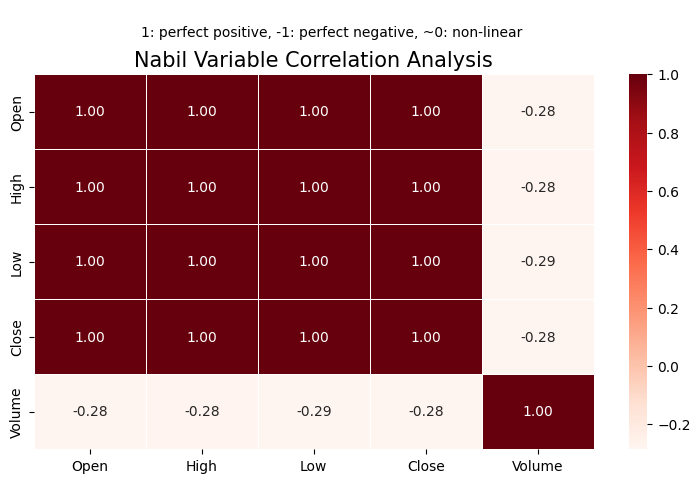 1: perfect positive, -1: perfect negative, ~0: non-linear
Nabil Variable Correlation Analysis
Open 1.00 1.00 1.00 1.00 -0.28
High 1.00 1.00 1.00 1.00 -0.28
Low 1.00 1.00 1.00 1.00 -0.29
Close 1.00 1.00 1.00 1.00 -0.28
Volume -0.28 -0.28 -0.29 -0.28 1.00
Open High Low Close Volume
1.0
0.8
0.6
0.4
0.2
0.0
−0.2